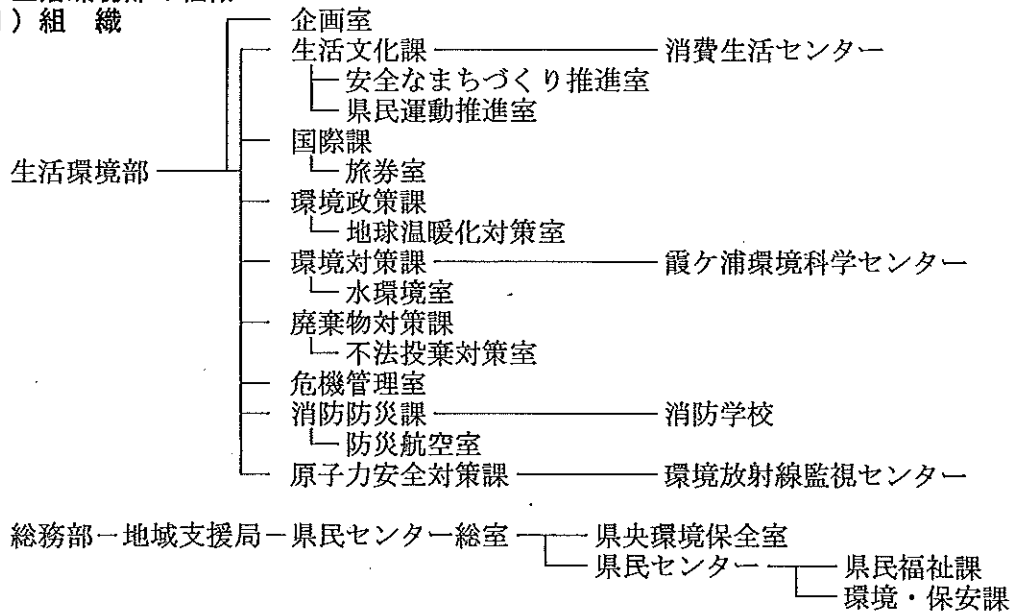 ）組　織
企画室
生活文化課　消費生活センター
安全なまちづくり推進室
県民運動推進室
国際課
旅券室
生活環境部
環境政策課
地球温暖化対策室
環境対策課　霞ケ浦環境科学センター
水環境室
廃棄物対策課
不法投棄対策室
危機管理室
消防防災課　消防学校
防災航空室
原子力安全対策課　環境放射線監視センター
総務部－地域支援局－県民センター総室　県央環境保全室
県民センター　県民福祉課
環境・保安課